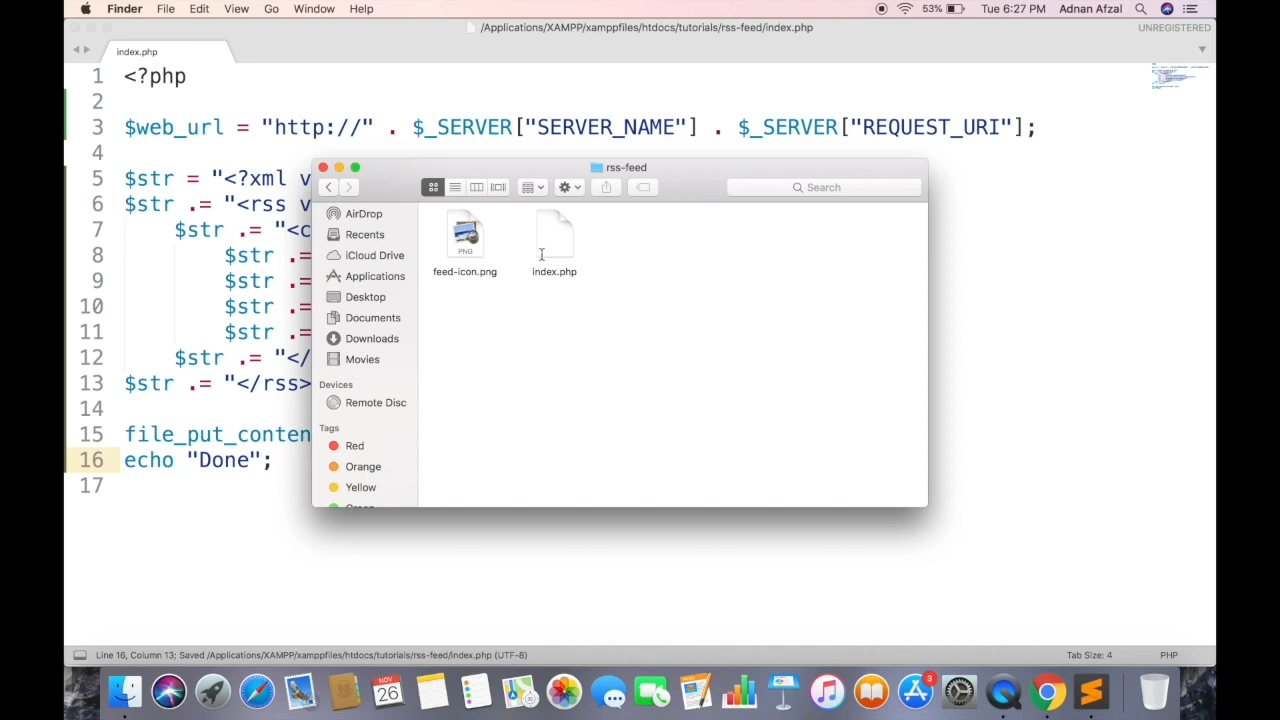 Finder File Edit View Go Window Help 53% Tue 6:27 PM Adnan Afzal
/Applications/XAMPP/xamppfiles/htdocs/tutorials/rss-feed/index.php UNREGISTERED
index.php
1 <?php
2
3 $web_url = "http://" . $_SERVER["SERVER_NAME"] . $_SERVER["REQUEST_URI"];
4
5 $str = "<?xml v
6 $str .= "<rss v
7 $str .= "<c
8 $str .=
9 $str .=
10 $str .=
11 $str .=
12 $str .= "</
13 $str .= "</rss>
14
15 file_put_conten
16 echo "Done";
17
rss-feed
Search
AirDrop
Recents
iCloud Drive
Applications
Desktop
Documents
Downloads
Movies
Devices
Remote Disc
Tags
Red
Orange
Yellow
PNG
feed-icon.png index.php
Line 16, Column 13; Saved /Applications/XAMPP/xamppfiles/htdocs/tutorials/rss-feed/index.php (UTF-8) Tab Size: 4 PHP
NOV
26
3